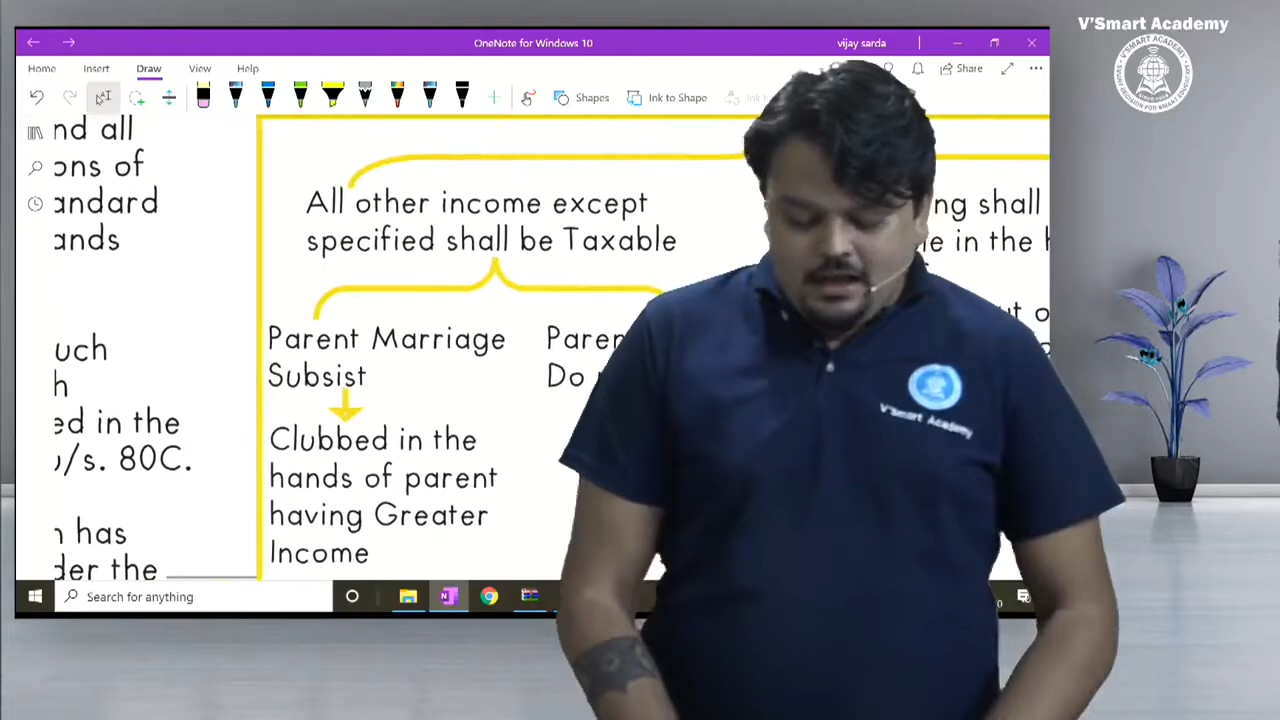 V'Smart Academy
OneNote for Windows 10
vijay sarda
Home Insert Draw View Help
Share
Shapes
Ink to Shape
nd all
ons of
andard
ands
uch
h
ed in the
/s. 80C.
n has
der the
All other income except
specified shall be Taxable
ng shall
e in the h
Parent Marriage
Subsist
Paren
Do
Clubbed in the
hands of parent
having Greater
Income
V'Smart Academy
Search for anything